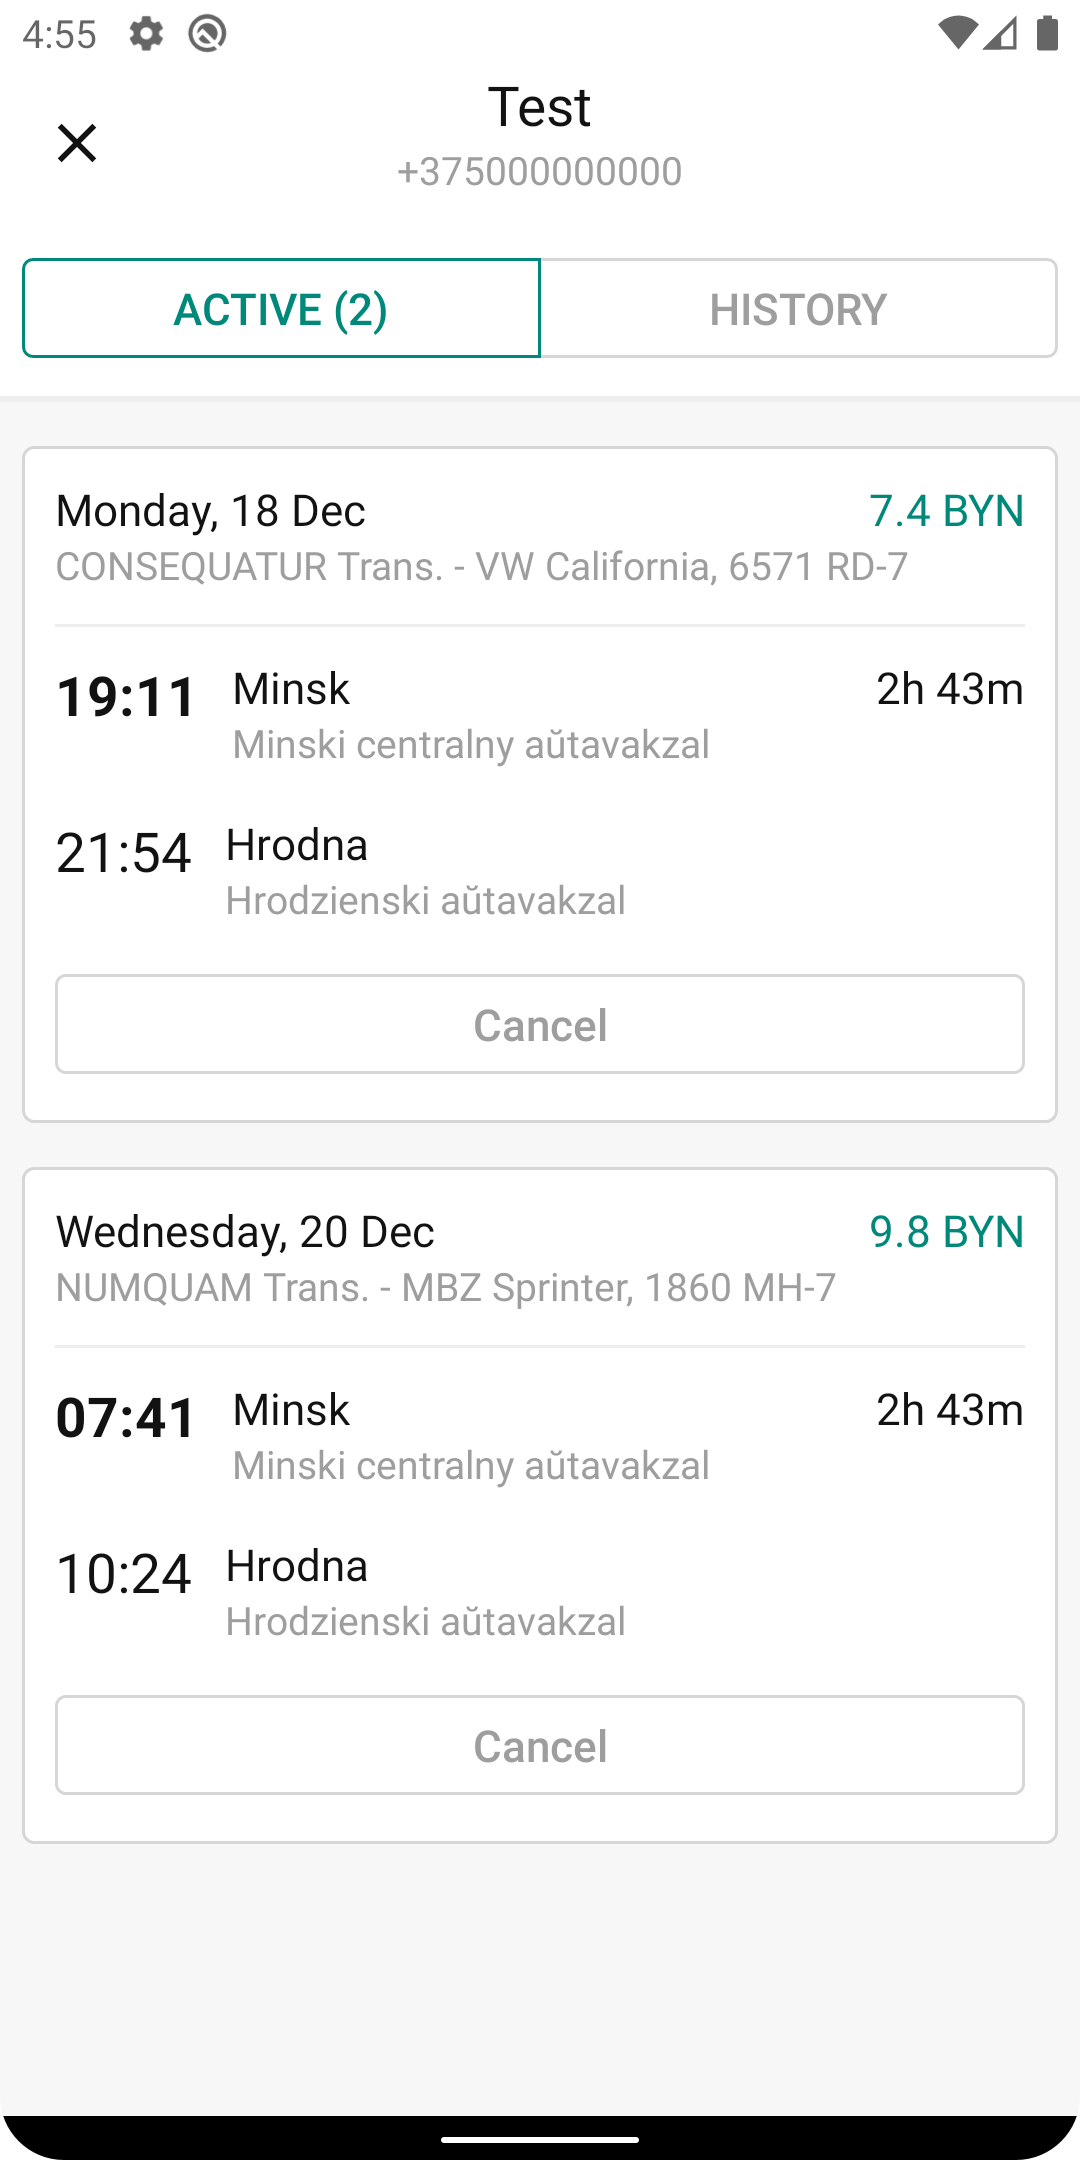 4:55
Test
+375000000000
ACTIVE (2) HISTORY
Monday, 18 Dec 7.4 BYN
CONSEQUATUR Trans. - VW California, 6571 RD-7
19:11 Minsk 2h 43m
Minski centralny aŭtavakzal
21:54 Hrodna
Hrodzienski aŭtavakzal
Cancel
Wednesday, 20 Dec 9.8 BYN
NUMQUAM Trans. - MBZ Sprinter, 1860 MH-7
07:41 Minsk 2h 43m
Minski centralny aŭtavakzal
10:24 Hrodna
Hrodzienski aŭtavakzal
Cancel